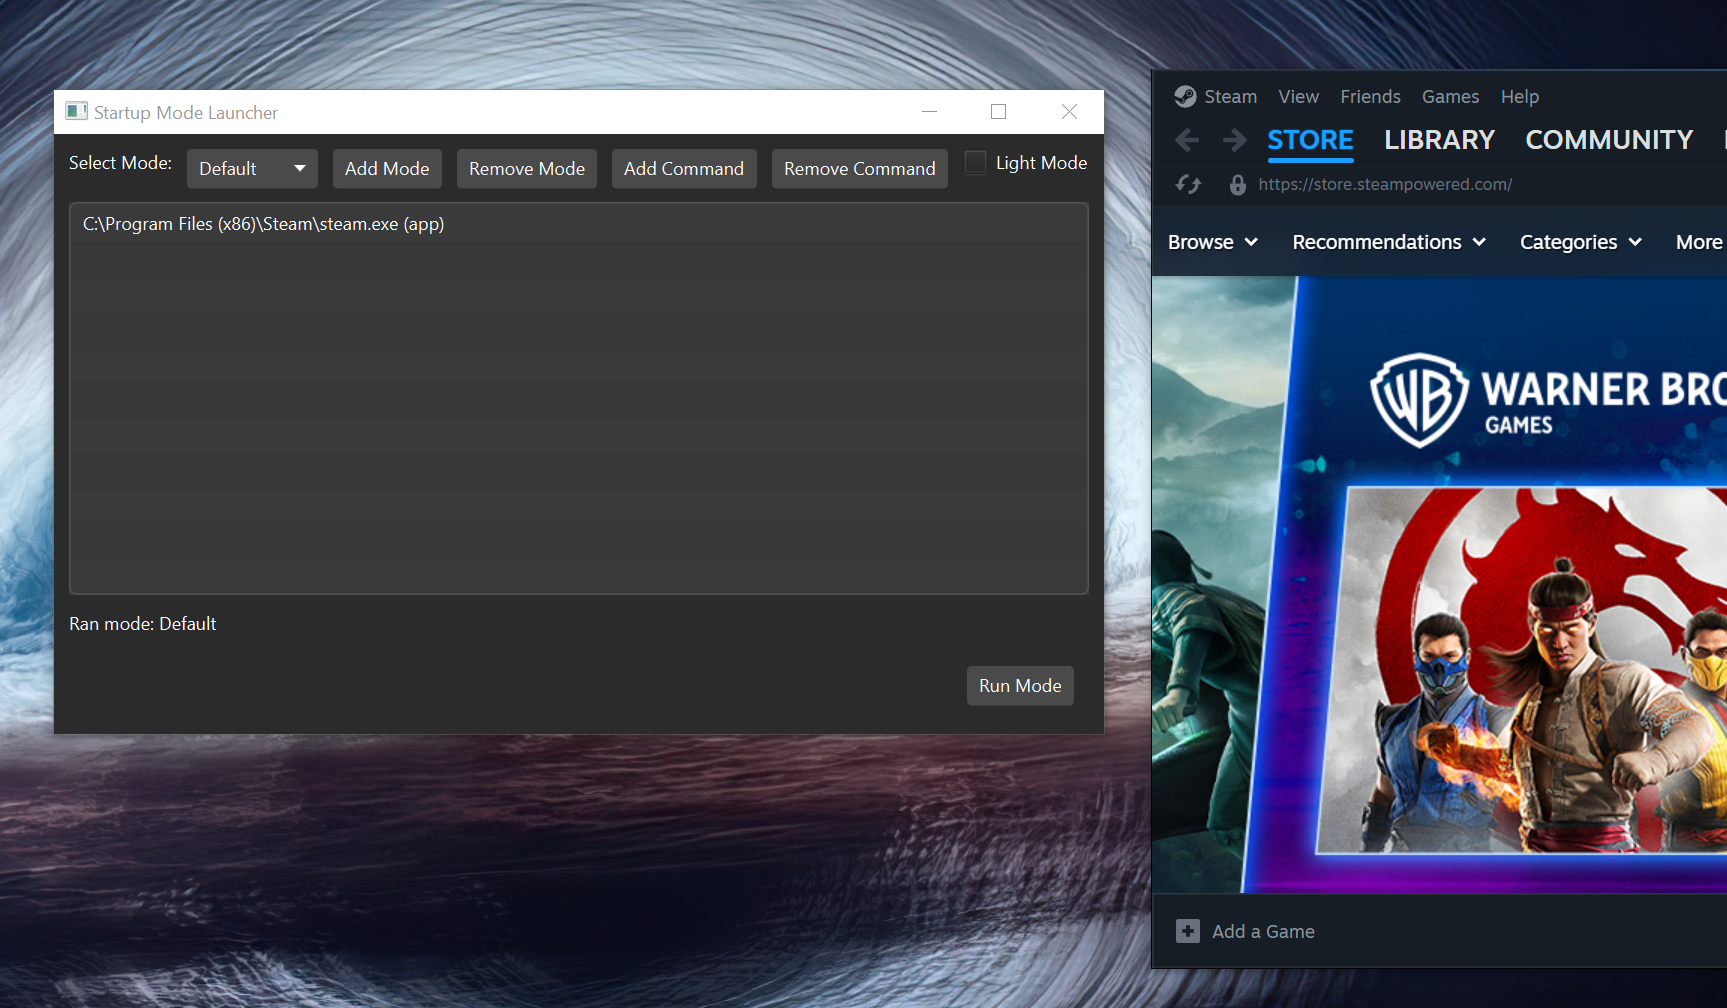 Startup Mode Launcher
Select Mode: Default Add Mode Remove Mode Add Command Remove Command Light Mode
C:\Program Files (x86)\Steam\steam.exe (app)
Ran mode: Default
Run Mode
Steam View Friends Games Help
STORE LIBRARY COMMUNITY
https://store.steampowered.com/
Browse Recommendations Categories More
WB WARNER BRO
GAMES
Add a Game